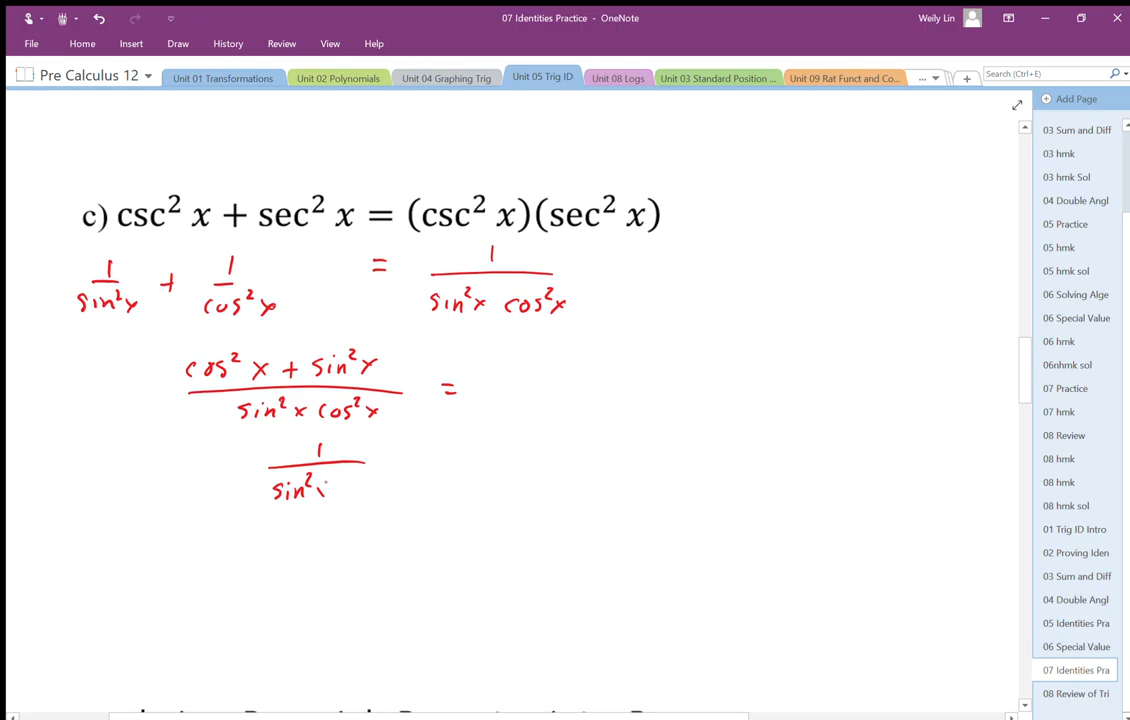 07 Identities Practice - OneNote
Weily Lin
File Home Insert Draw History Review View Help
Pre Calculus 12
Unit 01 Transformations Unit 02 Polynomials Unit 04 Graphing Trig Unit 05 Trig ID Unit 08 Logs Unit 03 Standard Position ... Unit 09 Rat Funct and Co... ...
Search (Ctrl+E)
Add Page
03 Sum and Diff
03 hmk
03 hmk Sol
04 Double Angl
05 Practice
05 hmk
05 hmk sol
06 Solving Alge
06 Special Value
06 hmk
06nhmk sol
07 Practice
07 hmk
08 Review
08 hmk
08 hmk
08 hmk sol
01 Trig ID Intro
02 Proving Iden
03 Sum and Diff
04 Double Angl
05 Identities Pra
06 Special Value
07 Identities Pra
08 Review of Tri
c) csc² x + sec² x = (csc² x)(sec² x)
1/sin²x + 1/cos²x = 1/sin²x cos²x
cos²x + sin²x / sin²x cos²x =
1/sin²